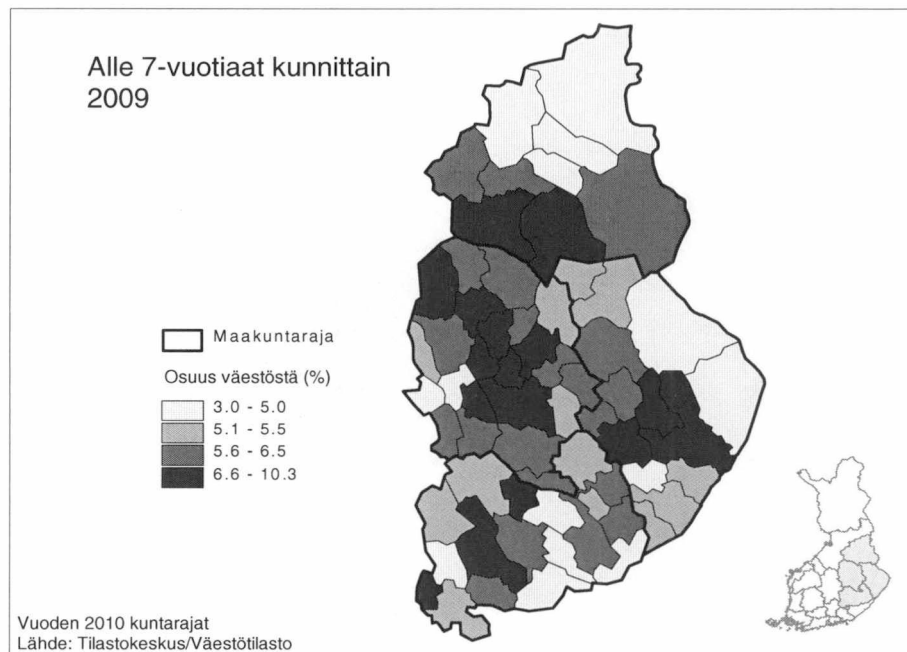 Alle 7-vuotiaat kunnittain
2009
Maakuntaraja
Osuus väestöstä (%)
3.0 - 5.0
5.1 - 5.5
5.6 - 6.5
6.6 - 10.3
Vuoden 2010 kuntarajat
Lähde: Tilastokeskus/Väestötilasto